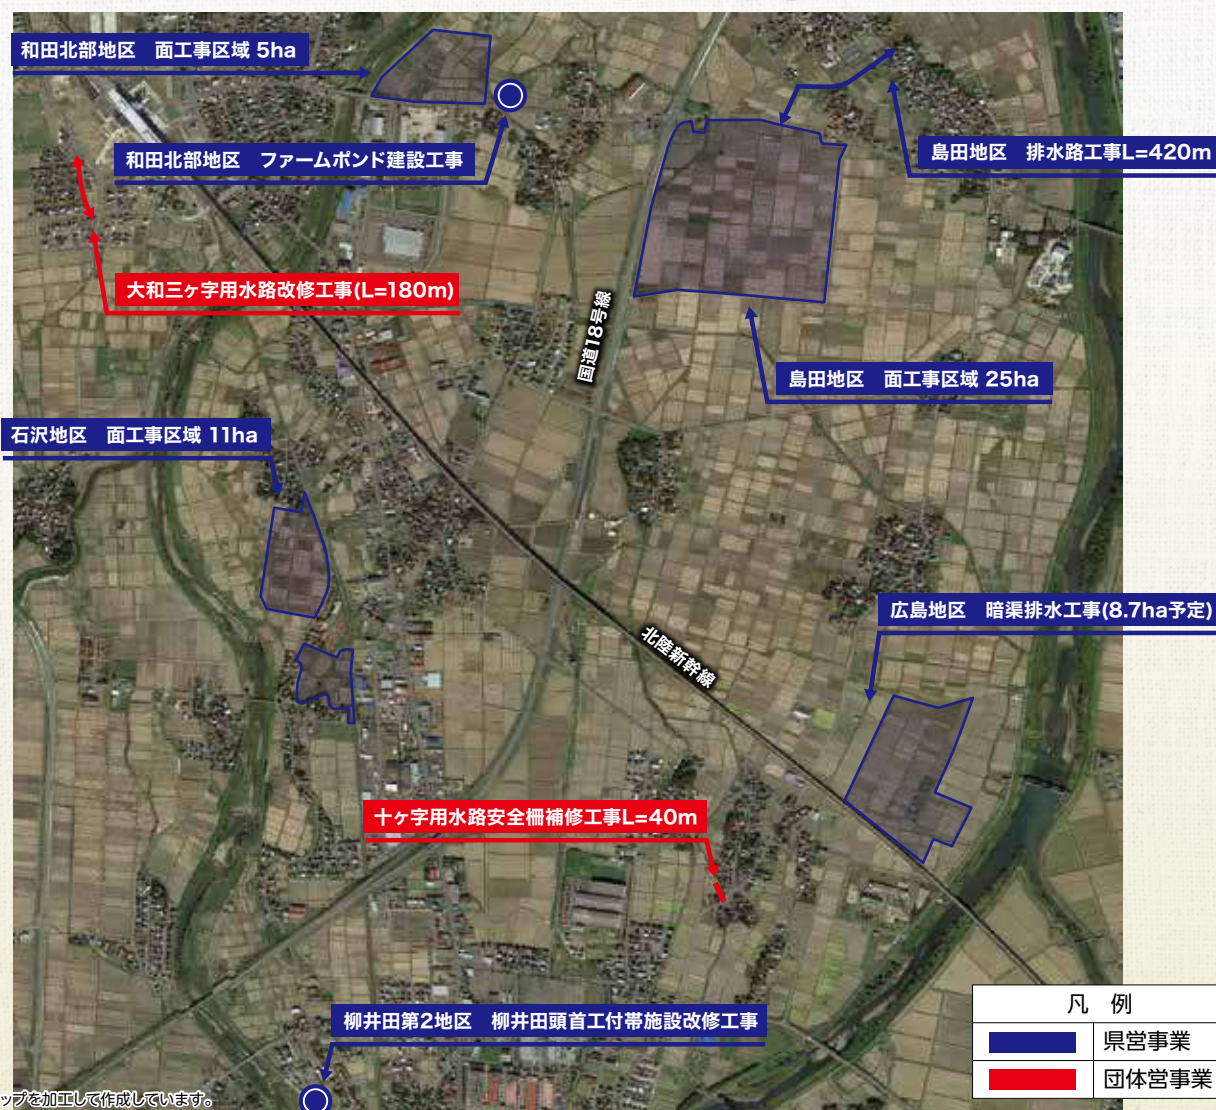 和田北部地区　面工事区域 5ha
和田北部地区　ファームポンド建設工事
島田地区　排水路工事L=420m
大和三ヶ字用水路改修工事(L=180m)
国道18号線
島田地区　面工事区域 25ha
石沢地区　面工事区域 11ha
広島地区　暗渠排水工事(8.7ha予定)
北陸新幹線
十ヶ字用水路安全柵補修工事L=40m
柳井田第2地区　柳井田頭首工付帯施設改修工事
凡　例
県営事業
団体営事業
ップを加工して作成しています。